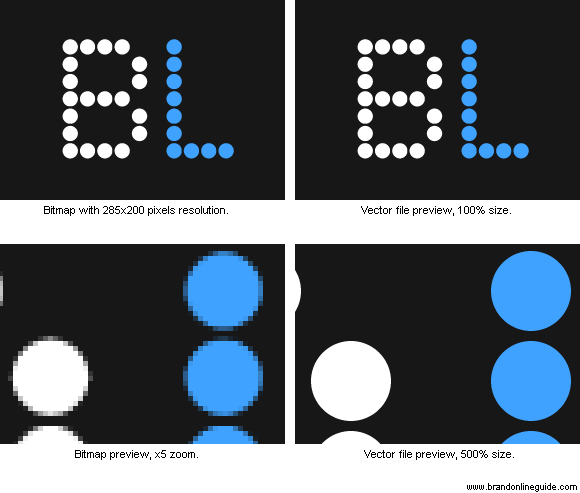 BL
BL
Bitmap with 285x200 pixels resolution.
Vector file preview, 100% size.
Bitmap preview, x5 zoom.
Vector file preview, 500% size.
www.brandonlineguide.com